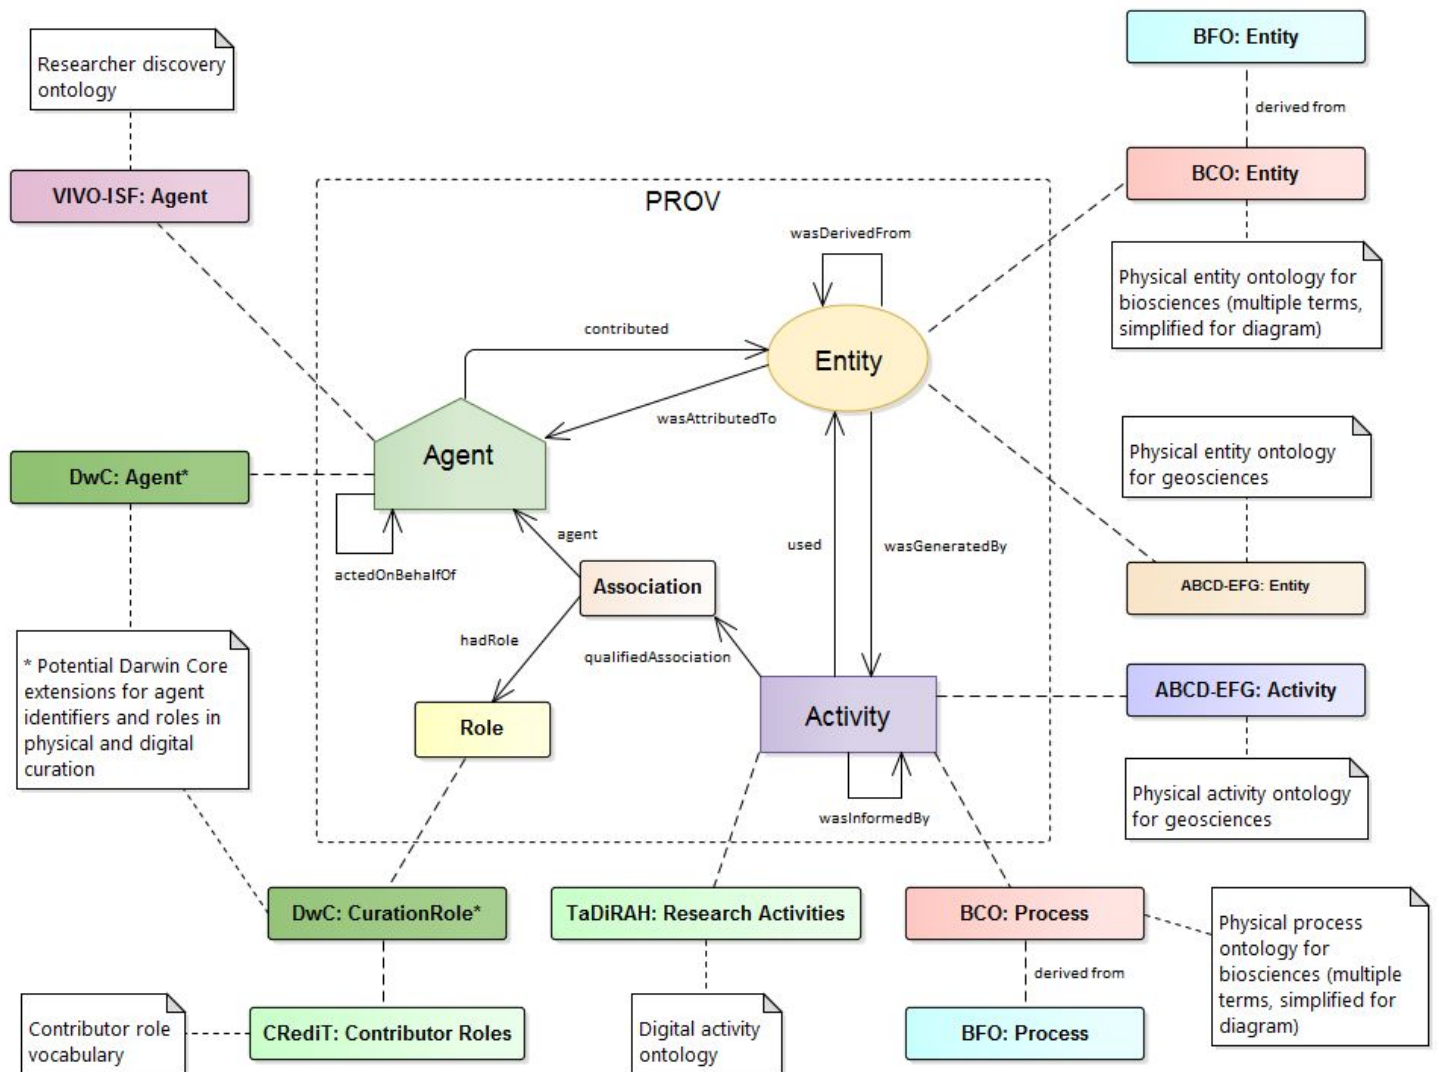 BFO: Entity
Researcher discovery
ontology
derived from
VIVO-ISF: Agent
BCO: Entity
PROV
wasDerivedFrom
Physical entity ontology for
biosciences (multiple terms,
simplified for diagram)
contributed
Entity
wasAttributedTo
Agent
DwC: Agent*
Physical entity ontology
for geosciences
agent
used
wasGeneratedBy
actedOnBehalfOf
Association
ABCD-EFG: Entity
hadRole
qualifiedAssociation
* Potential Darwin Core
extensions for agent
identifiers and roles in
physical and digital
curation
Role
Activity
ABCD-EFG: Activity
wasInformedBy
Physical activity ontology
for geosciences
DwC: CurationRole*
TaDiRAH: Research Activities
BCO: Process
Physical process
ontology for
biosciences (multiple
terms, simplified for
diagram)
derived from
Contributor role
vocabulary
CRediT: Contributor Roles
Digital activity
ontology
BFO: Process